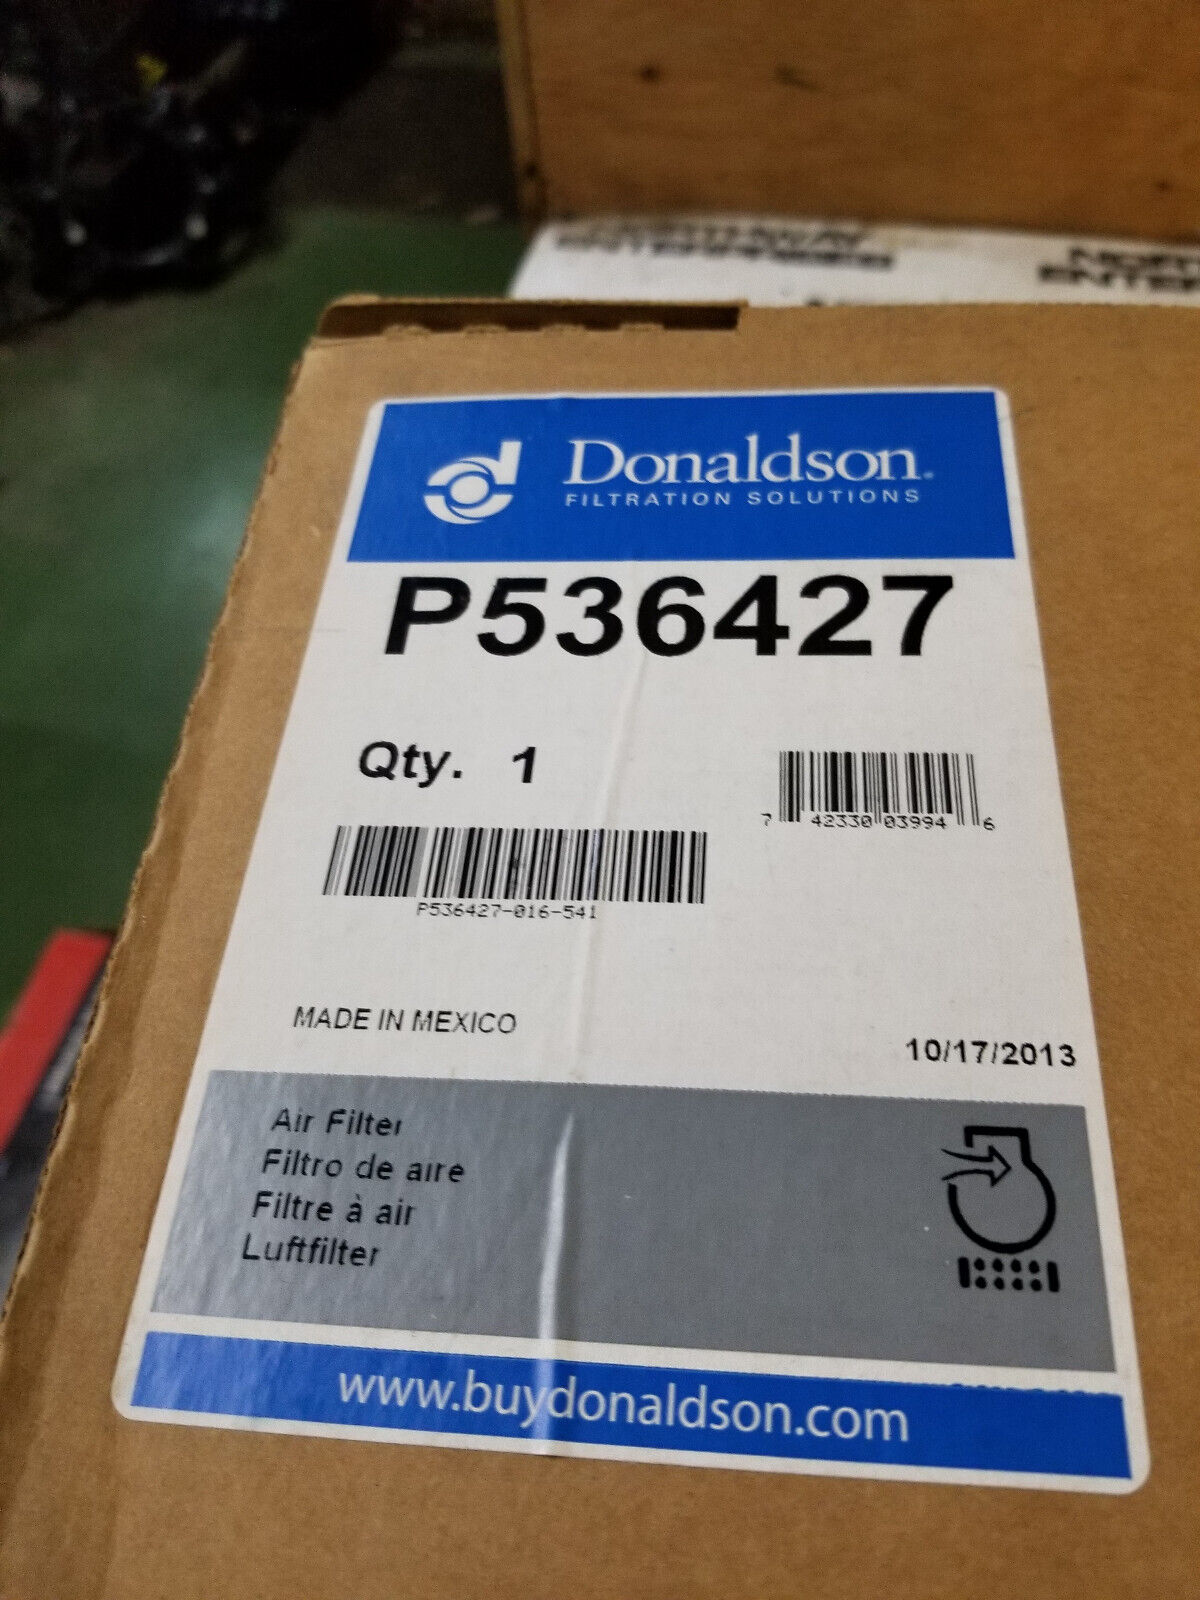 ENTERPRISES
Donaldson.
FILTRATION SOLUTIONS
P536427
Qty. 1
7 42330 03994 6
P536427-016-541
MADE IN MEXICO
10/17/2013
Air Filter
Filtro de aire
Filtre à air
Luftfilter
www.buydonaldson.com